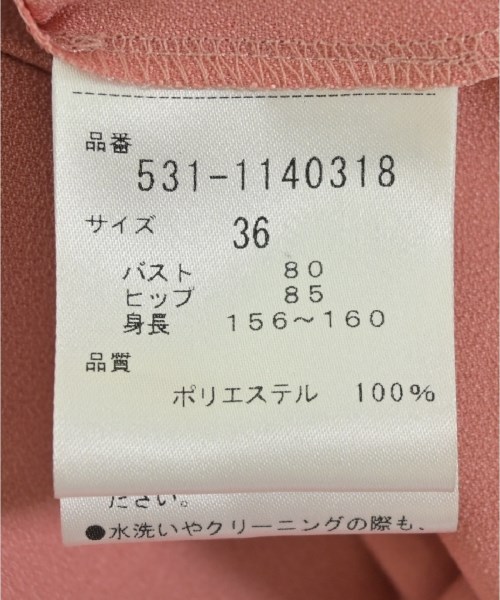 品番
531-1140318
サイズ 36
バスト 80
ヒップ 85
身長 156～160
品質
ポリエステル 100%
ださい。
●水洗いやクリーニングの際も、